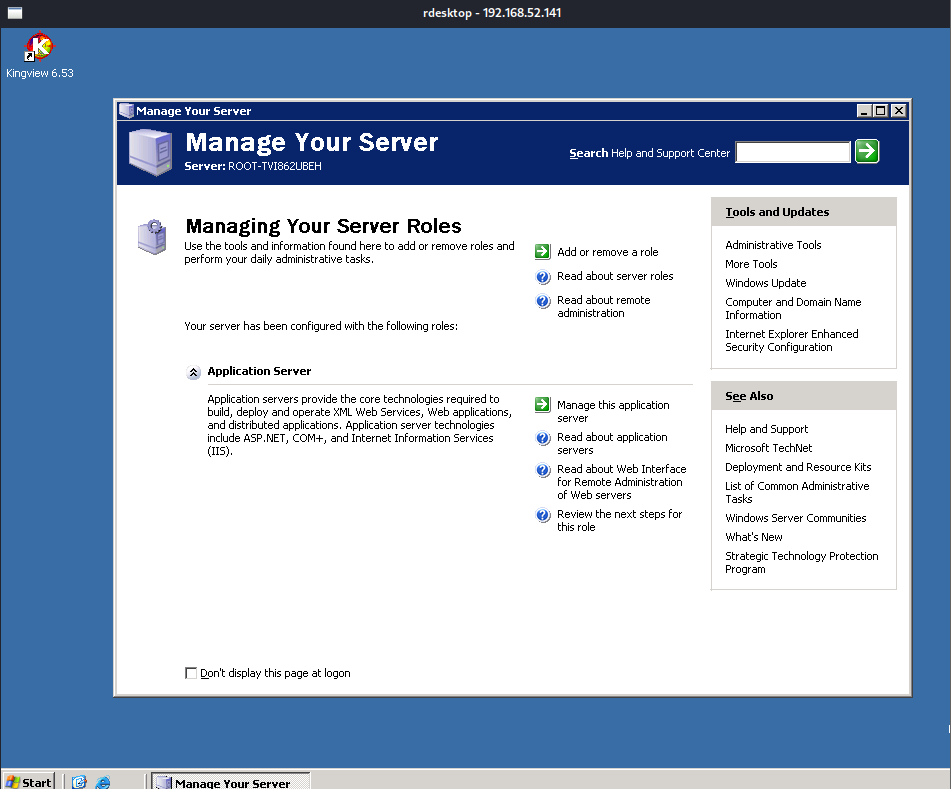 rdesktop - 192.168.52.141
Kingview 6.53
Manage Your Server
Manage Your Server
Server: ROOT-TVI862UBEH
Search Help and Support Center
Managing Your Server Roles
Use the tools and information found here to add or remove roles and
perform your daily administrative tasks.
Add or remove a role
Read about server roles
Read about remote
administration
Your server has been configured with the following roles:
Application Server
Application servers provide the core technologies required to
build, deploy and operate XML Web Services, Web applications,
and distributed applications. Application server technologies
include ASP.NET, COM+, and Internet Information Services
(IIS).
Manage this application
server
Read about application
servers
Read about Web Interface
for Remote Administration
of Web servers
Review the next steps for
this role
Tools and Updates
Administrative Tools
More Tools
Windows Update
Computer and Domain Name
Information
Internet Explorer Enhanced
Security Configuration
See Also
Help and Support
Microsoft TechNet
Deployment and Resource Kits
List of Common Administrative
Tasks
Windows Server Communities
What's New
Strategic Technology Protection
Program
Don't display this page at logon
Start
Manage Your Server